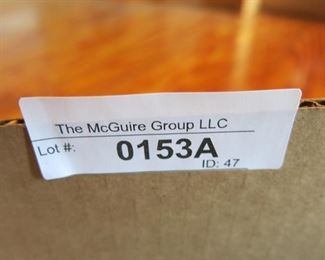 The McGuire Group LLC
Lot #: 0153A
ID: 47